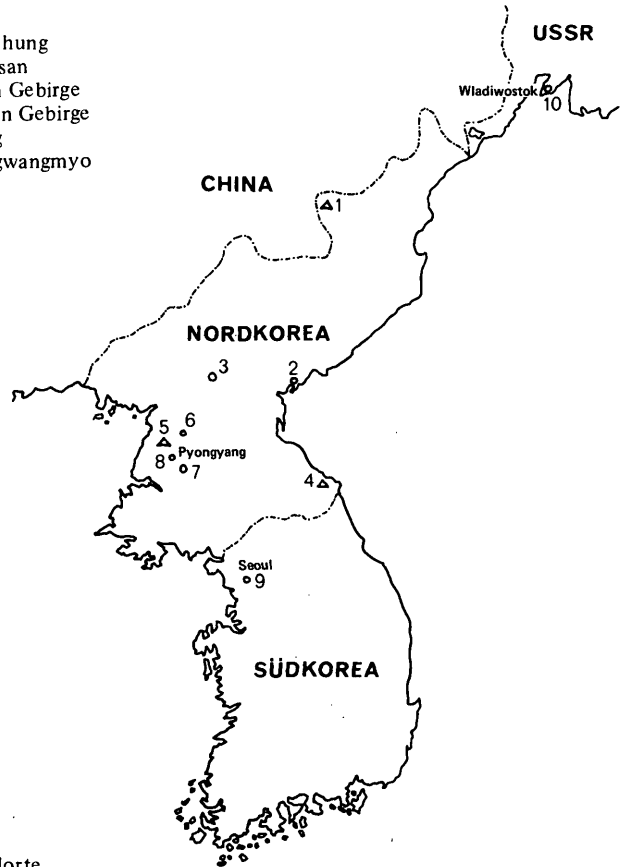 hung
san
Gebirge
n Gebirge
gwangmyo
USSR
Wladiwostok
10
CHINA
1
NORDKOREA
3
2
5
6
8
Pyongyang
7
4
Seoul
9
SÜDKOREA